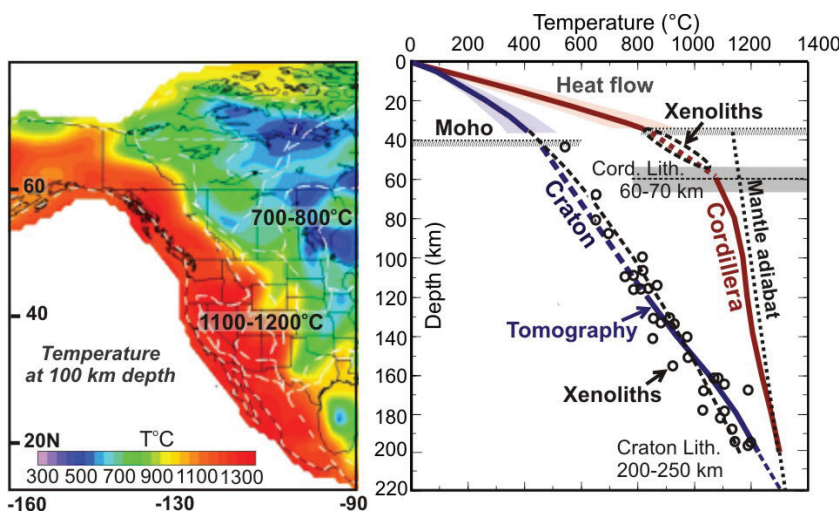 60
40
20N
700-800°C
1100-1200°C
Temperature
at 100 km depth
T°C
300 500 700 900 1100 1300
-160 -130 -90
Temperature (°C)
0 200 400 600 800 1000 1200 1400
0
20
40
60
80
100
120
140
160
180
200
220
Depth (km)
Heat flow
Xenoliths
Moho
Cord. Lith.
60-70 km
Craton
Cordillera
Mantle adiabat
Tomography
Xenoliths
Craton Lith.
200-250 km